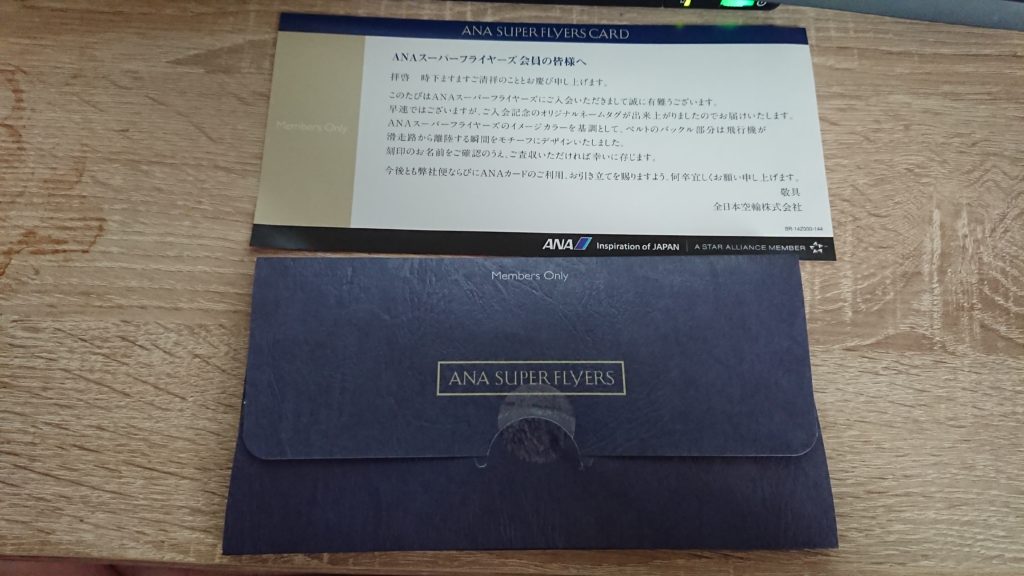 ANA SUPER FLYERS CARD
ANAスーパーフライヤーズ会員の皆様へ
拝啓 時下ますますご清祥のこととお慶び申し上げます。
このたびはANAスーパーフライヤーズにご入会いただきまして誠に有難うございます。
早速ではございますが、ご入会記念のオリジナルネームタグが出来上がりましたのでお届けいたします。
Members Only
ANAスーパーフライヤーズのイメージカラーを基調として、ベルトのバックル部分は飛行機が
滑走路から離陸する瞬間をモチーフにデザインいたしました。
刻印のお名前をご確認のうえ、ご査収いただければ幸いに存じます。
今後とも弊社便ならびにANAカードのご利用、お引き立てを賜りますよう、何卒宜しくお願い申し上げます。
敬具
全日本空輸株式会社
BR-142000-144
ANA Inspiration of JAPAN A STAR ALLIANCE MEMBER
Members Only
ANA SUPER FLYERS